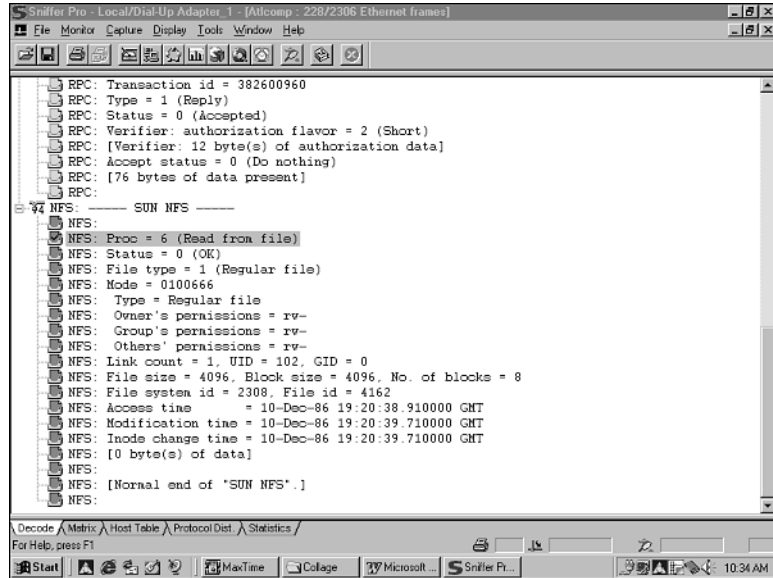 Sniffer Pro - Local/Dial-Up Adapter_1 - [Atlcomp : 228/2306 Ethernet frames]
File Monitor Capture Display Tools Window Help
RPC: Transaction id = 382600960
RPC: Type = 1 (Reply)
RPC: Status = 0 (Accepted)
RPC: Verifier: authorization flavor = 2 (Short)
RPC: [Verifier: 12 byte(s) of authorization data]
RPC: Accept status = 0 (Do nothing)
RPC: [76 bytes of data present]
RPC:
NFS: ----- SUN NFS -----
NFS:
NFS: Proc = 6 (Read from file)
NFS: Status = 0 (OK)
NFS: File type = 1 (Regular file)
NFS: Mode = 0100666
NFS: Type = Regular file
NFS: Owner's permissions = rw-
NFS: Group's permissions = rw-
NFS: Others' permissions = rw-
NFS: Link count = 1, UID = 102, GID = 0
NFS: File size = 4096, Block size = 4096, No. of blocks = 8
NFS: File system id = 2308, File id = 4162
NFS: Access time = 10-Dec-86 19:20:38.910000 GMT
NFS: Modification time = 10-Dec-86 19:20:39.710000 GMT
NFS: Inode change time = 10-Dec-86 19:20:39.710000 GMT
NFS: [0 byte(s) of data]
NFS:
NFS: [Normal end of "SUN NFS".]
NFS:
Decode Matrix Host Table Protocol Dist. Statistics
For Help, press F1
Start MaxTime Collage Microsoft ... Sniffer Pr... 10:34 AM